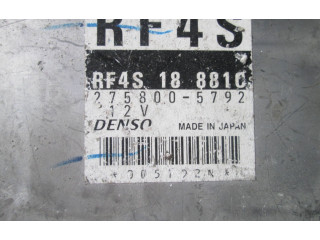 RF4S
RF4S 18 881C
275800-5792
12V
DENSO MADE IN JAPAN